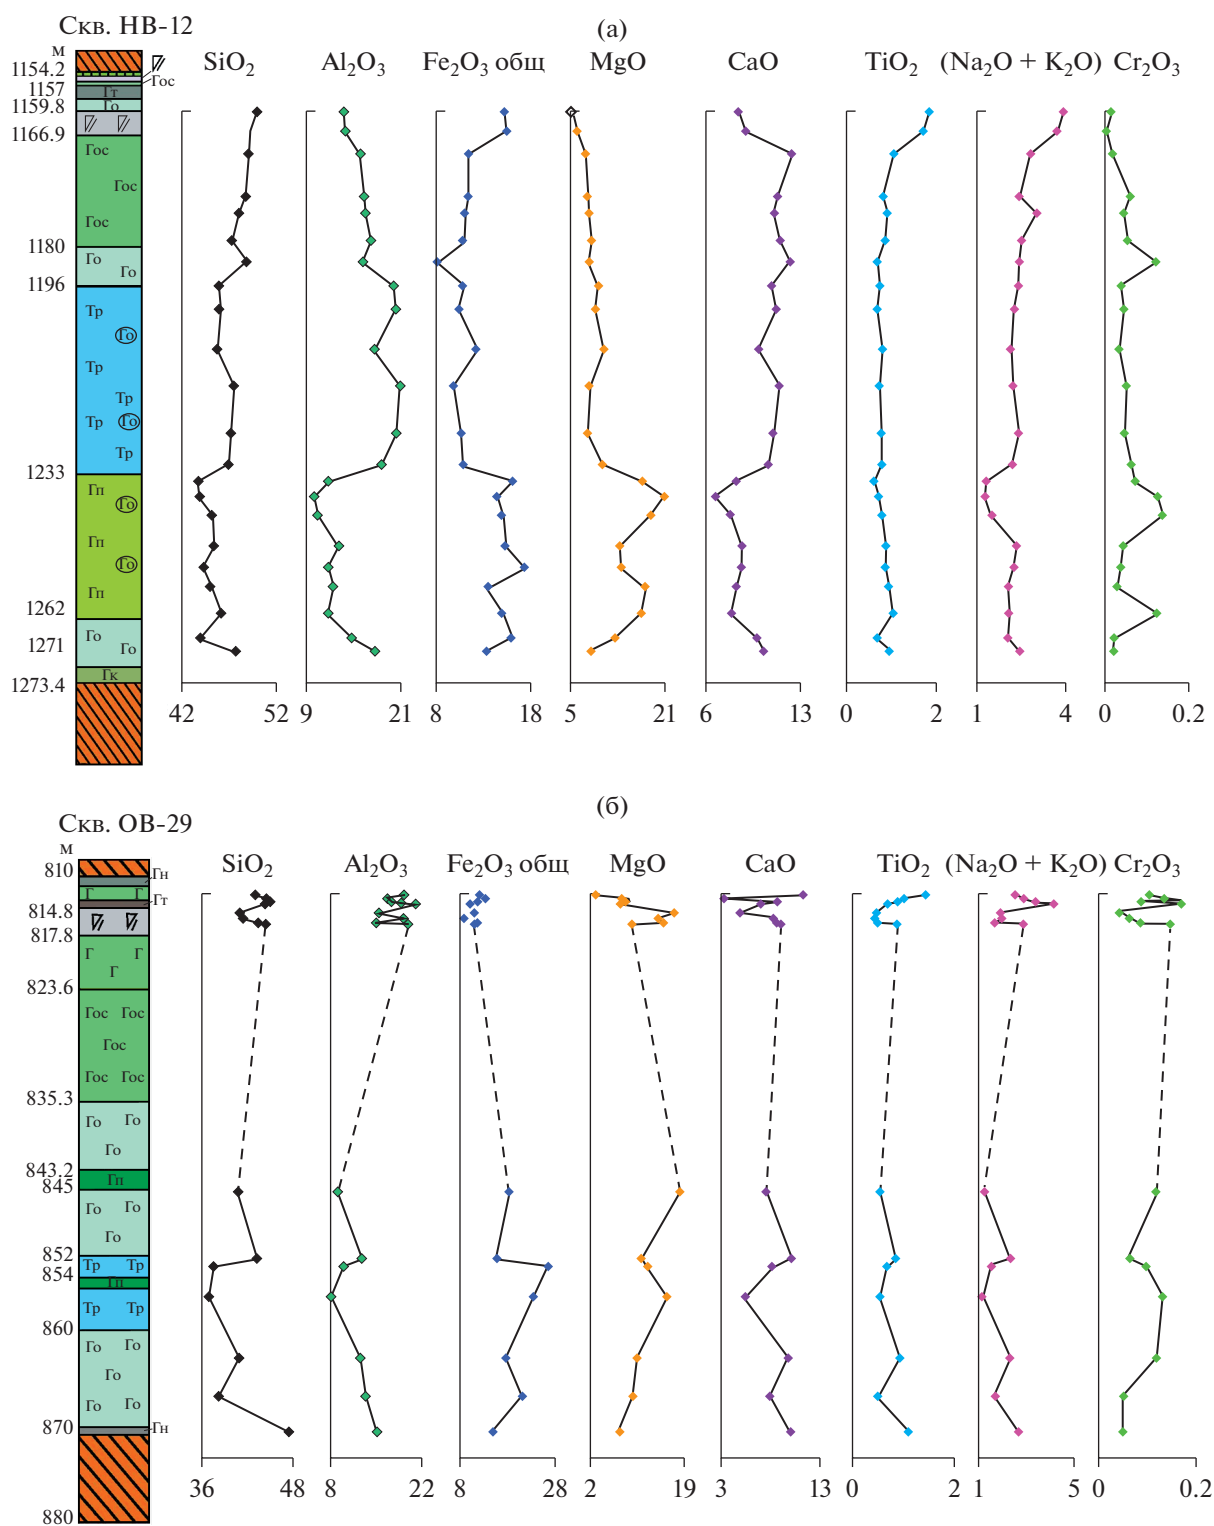 Скв. НВ-12
(а)
м
SiO2 Al2O3 Fe2O3 общ MgO CaO TiO2 (Na2O + K2O) Cr2O3
1154.2
Гос
1157
Гт
1159.8
Го
1166.9
Гос
Гос
Гос
1180
Го
Го
1196
Тр
Го
Тр
Тр
Тр Го
Тр
1233
Гп
Го
Гп
Го
Гп
1262
Го
1271
Го
Гк
1273.4
42 52 9 21 8 18 5 21 6 13 0 2 1 4 0 0.2
(б)
Скв. ОВ-29
м
SiO2 Al2O3 Fe2O3 общ MgO CaO TiO2 (Na2O + K2O) Cr2O3
810
Гн
Г Г
Гт
814.8
817.8
Г Г
Г
823.6
Гос Гос
Гос
Гос Гос
835.3
Го Го
Го
843.2
Гп
845
Го Го
Го
852
Тр Тр
854
Гп
Тр Тр
860
Го Го
Го
Го Го
870
Гн
36 48 8 22 8 28 2 19 3 13 0 2 1 5 0 0.2
880